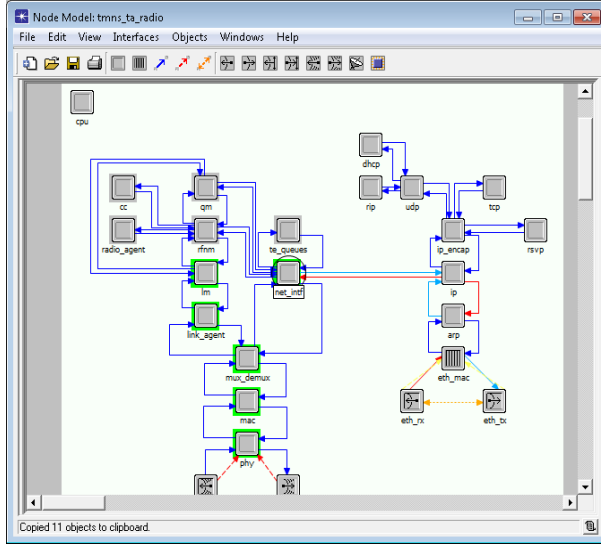 Node Model: tmns_ta_radio
File Edit View Interfaces Objects Windows Help
cpu
dhcp
cc
qm
rip
udp
tcp
radio_agent
rfnm
te_queues
ip_encap
rsvp
lm
net_intf
ip
link_agent
arp
mux_demux
eth_mac
mac
eth_rx
eth_tx
phy
Copied 11 objects to clipboard.